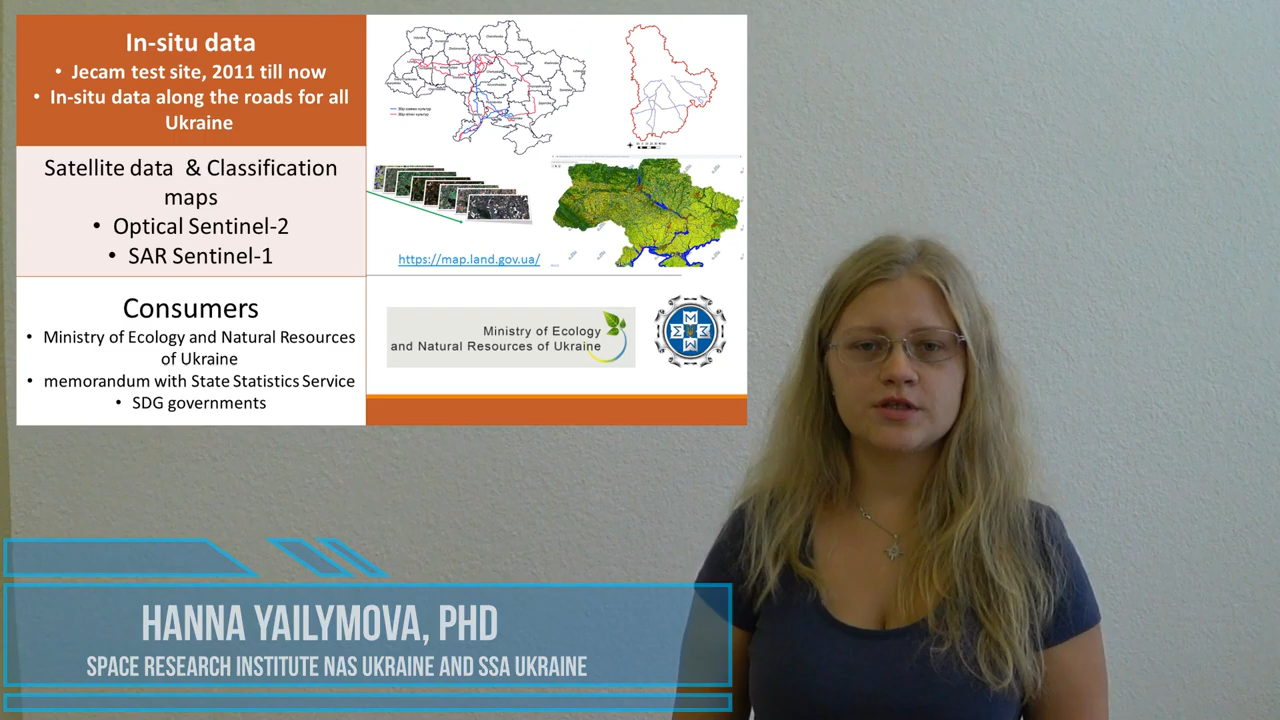 In-situ data
• Jecam test site, 2011 till now
• In-situ data along the roads for all
Ukraine
Satellite data & Classification
maps
• Optical Sentinel-2
• SAR Sentinel-1
https://map.land.gov.ua/
Consumers
• Ministry of Ecology and Natural Resources
of Ukraine
• memorandum with State Statistics Service
• SDG governments
Ministry of Ecology
and Natural Resources of Ukraine
HANNA YAILYMOVA, PHD
SPACE RESEARCH INSTITUTE NAS UKRAINE AND SSA UKRAINE